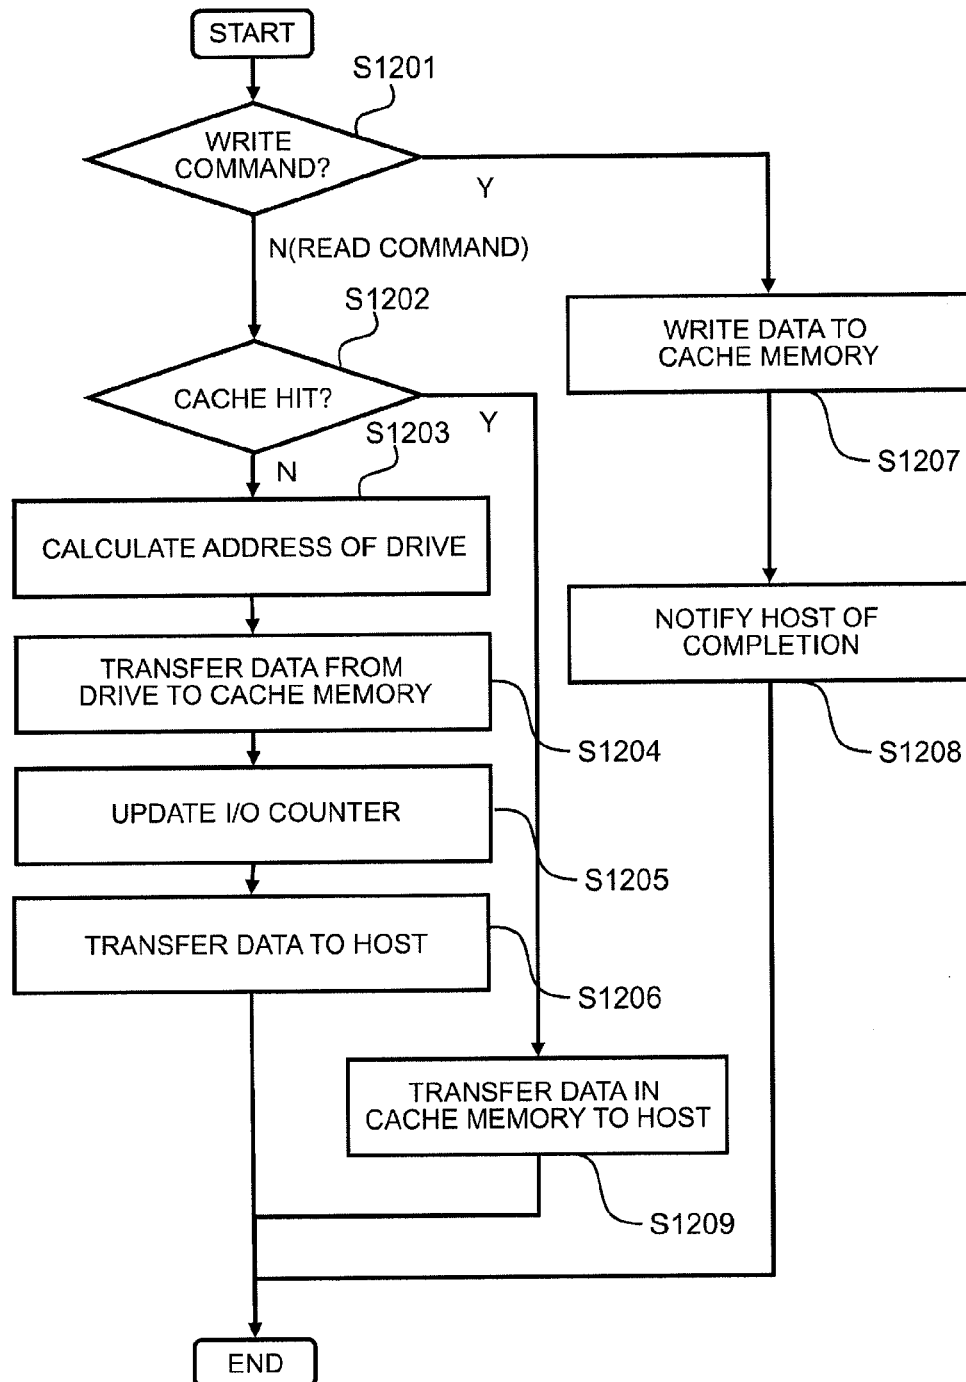 START
S1201
WRITE
COMMAND?
Y
N(READ COMMAND)
S1202
WRITE DATA TO
CACHE MEMORY
CACHE HIT?
Y
S1203
N
S1207
CALCULATE ADDRESS OF DRIVE
NOTIFY HOST OF
COMPLETION
TRANSFER DATA FROM
DRIVE TO CACHE MEMORY
S1204
S1208
UPDATE I/O COUNTER
S1205
TRANSFER DATA TO HOST
S1206
TRANSFER DATA IN
CACHE MEMORY TO HOST
S1209
END